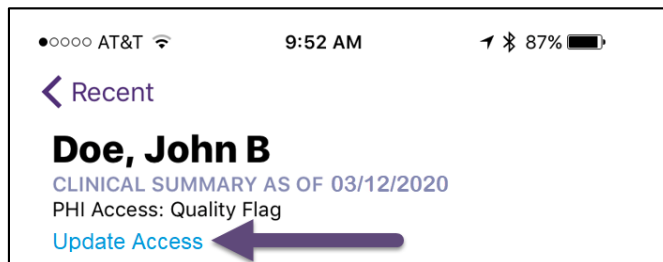 AT&T 9:52 AM 87%
Recent
Doe, John B
CLINICAL SUMMARY AS OF 03/12/2020
PHI Access: Quality Flag
Update Access